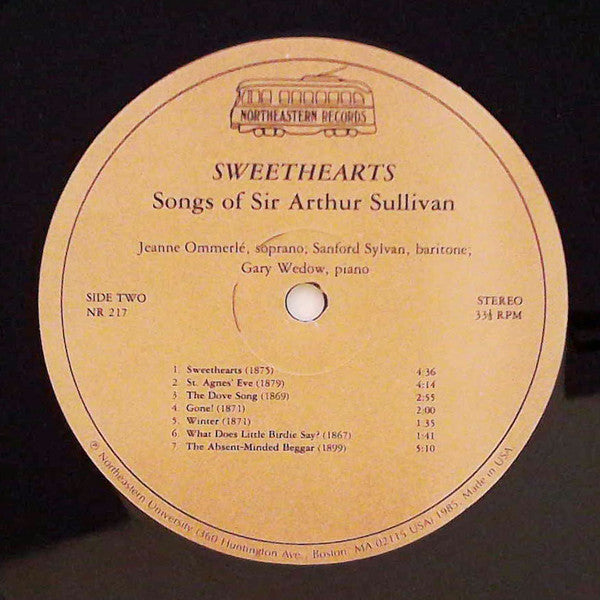 NORTHEASTERN RECORDS
SWEETHEARTS
Songs of Sir Arthur Sullivan
Jeanne Ommerlé, soprano; Sanford Sylvan, baritone;
Gary Wedow, piano
SIDE TWO
NR 217
STEREO
33⅓ RPM
1. Sweethearts (1875) 4:36
2. St. Agnes' Eve (1879) 4:14
3. The Dove Song (1869) 2:55
4. Gone! (1871) 2:00
5. Winter (1871) 1:35
6. What Does Little Birdie Say? (1867) 1:41
7. The Absent-Minded Beggar (1899) 5:10
℗ Northeastern University (360 Huntington Ave., Boston, MA 02115 USA) 1985. Made in USA